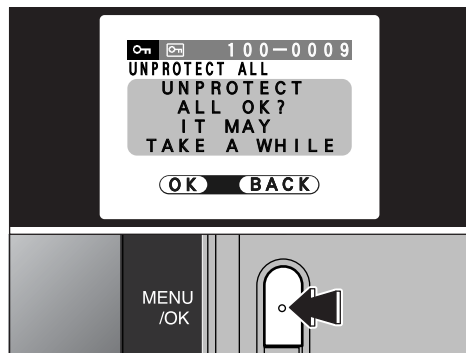 100-0009
UNPROTECT ALL
UNPROTECT
ALL OK?
IT MAY
TAKE A WHILE
OK BACK
MENU
/OK